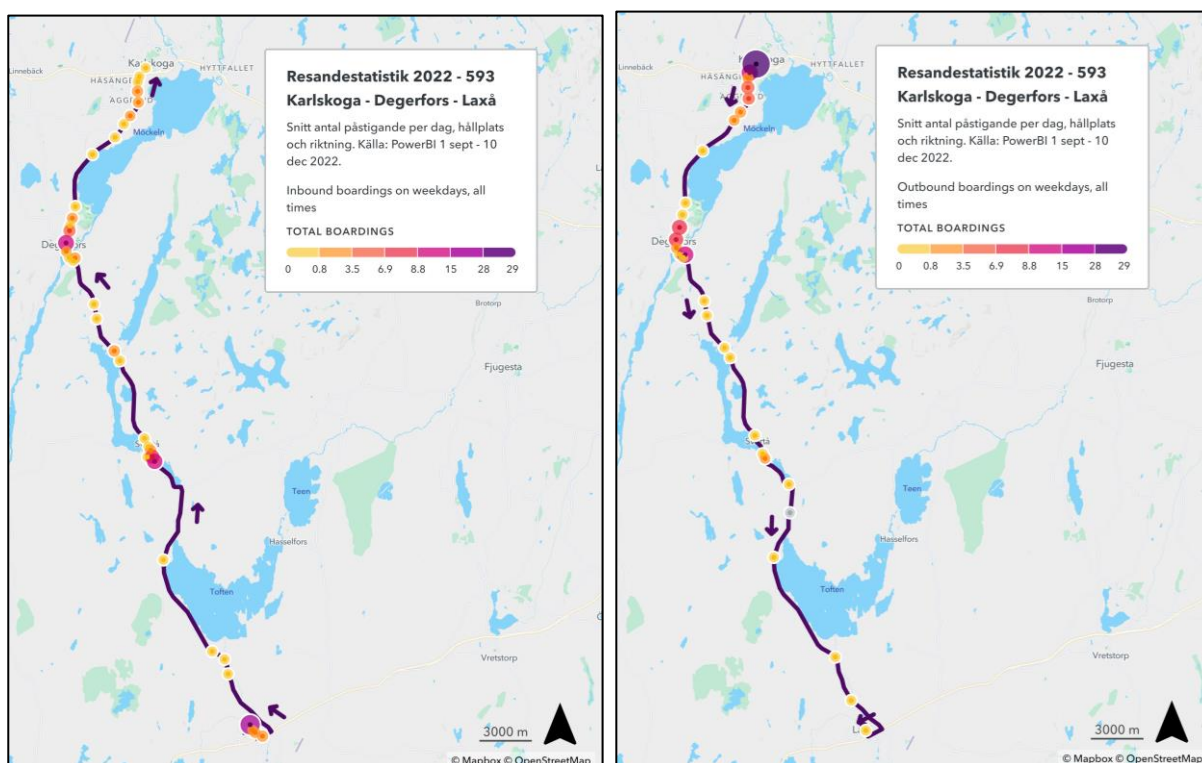 Karlskoga
Linnebäck
HYTTFALLET
Resandestatistik 2022 - 593
Karlskoga - Degerfors - Laxå
Snitt antal påstigande per dag, hållplats
och riktning. Källa: PowerBI 1 sept - 10
dec 2022.
Inbound boardings on weekdays, all
times
TOTAL BOARDINGS
0 0.8 3.5 6.9 8.8 15 28 29
Möckeln
Degerfors
Brotorp
Fjugesta
Teen
Hasselfors
Toften
Vretstorp
3000 m
© Mapbox © OpenStreetMap
Linnebäck
HYTTFALLET
Resandestatistik 2022 - 593
Karlskoga - Degerfors - Laxå
Snitt antal påstigande per dag, hållplats
och riktning. Källa: PowerBI 1 sept - 10
dec 2022.
Outbound boardings on weekdays, all
times
TOTAL BOARDINGS
0 0.8 3.5 6.9 8.8 15 28 29
Möckeln
Brotorp
Fjugesta
Teen
Hasselfors
Toften
Vretstorp
3000 m
© Mapbox © OpenStreetMap